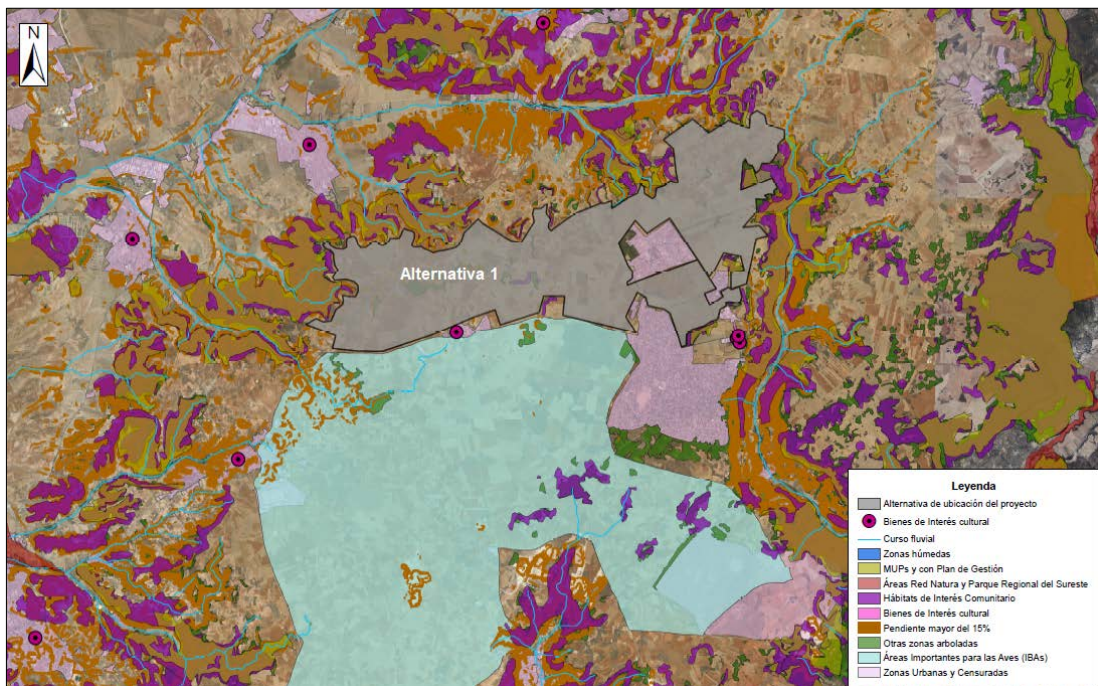 N
Alternativa 1
Leyenda
Alternativa de ubicación del proyecto
Bienes de Interés cultural
Curso fluvial
Zonas húmedas
MUPs y con Plan de Gestión
Áreas Red Natura y Parque Regional del Sureste
Hábitats de Interés Comunitario
Bienes de Interés cultural
Pendiente mayor del 15%
Otras zonas arboladas
Áreas Importantes para las Aves (IBAs)
Zonas Urbanas y Censuradas